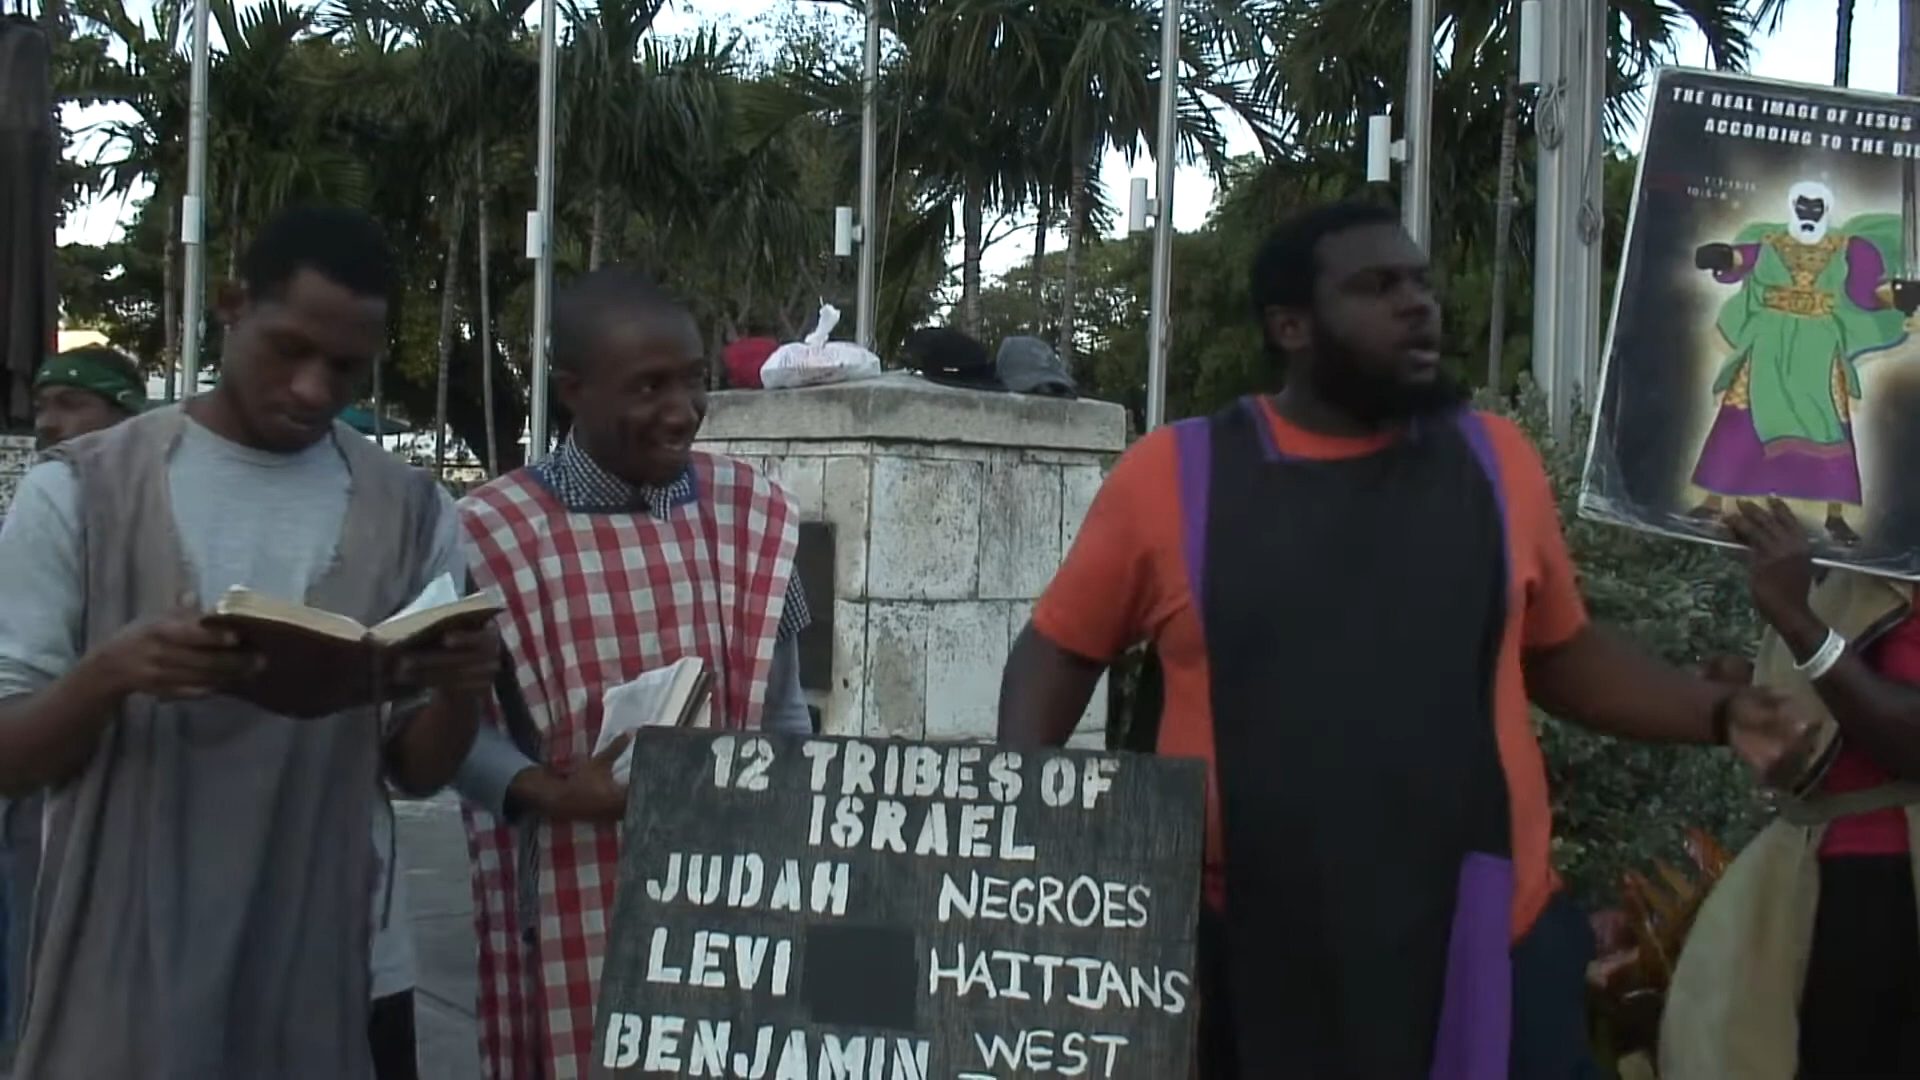 THE REAL IMAGE OF JESUS
ACCORDING TO THE
12 TRIBES OF
ISRAEL
JUDAH NEGROES
LEVI HAITIANS
BENJAMIN WEST